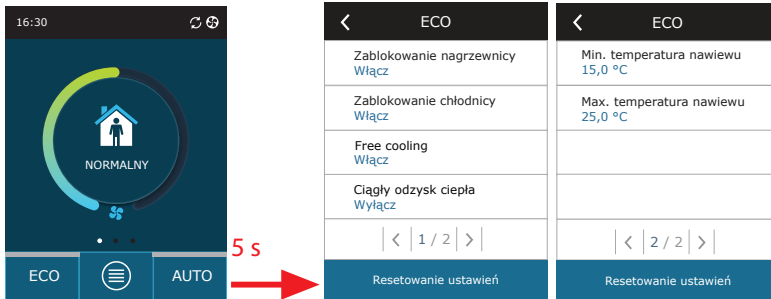 16:30
NORMALNY
ECO
AUTO
5 s
ECO
Zablokowanie nagrzewnicy
Włącz
Zablokowanie chłodnicy
Włącz
Free cooling
Włącz
Ciągły odzysk ciepła
Wyłącz
1 / 2
Resetowanie ustawień
ECO
Min. temperatura nawiewu
15,0 °C
Max. temperatura nawiewu
25,0 °C
2 / 2
Resetowanie ustawień